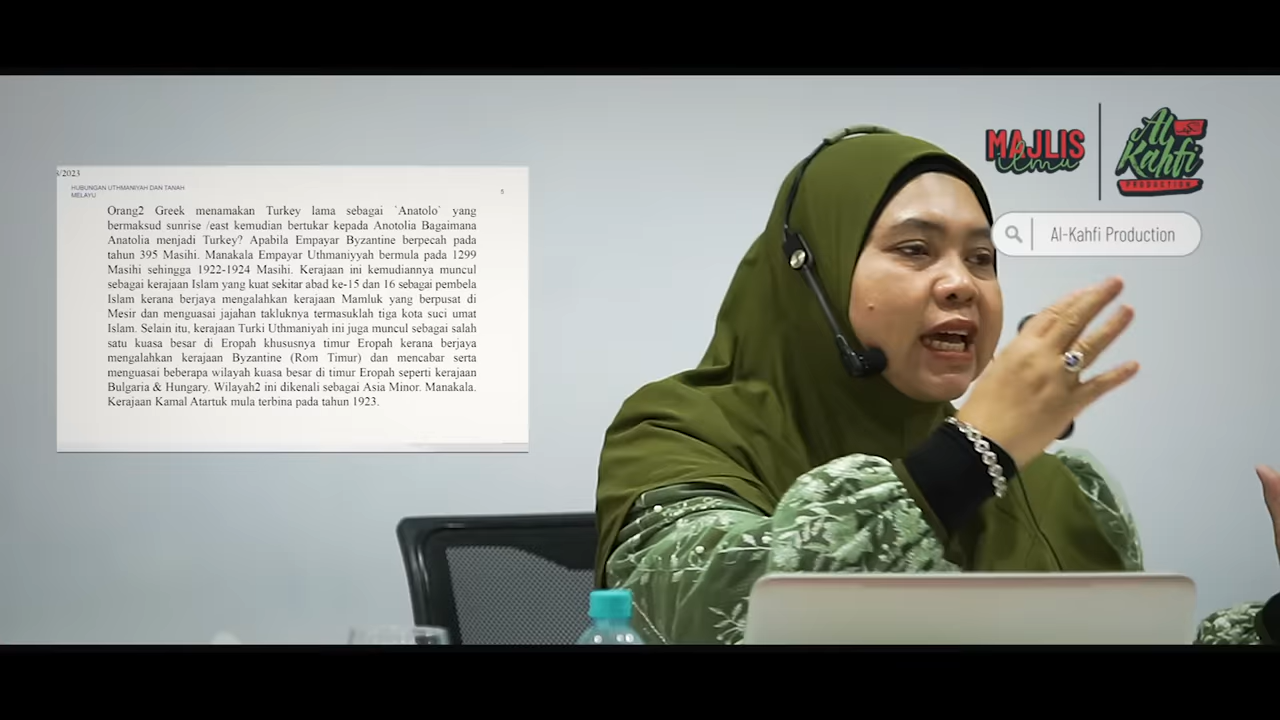 3/2023
HUBUNGAN UTHMANIYAH DAN TANAH
MELAYU
5
Orang2 Greek menamakan Turkey lama sebagai `Anatolo` yang
bermaksud sunrise /east kemudian bertukar kepada Anotolia Bagaimana
Anatolia menjadi Turkey? Apabila Empayar Byzantine berpecah pada
tahun 395 Masihi. Manakala Empayar Uthmaniyyah bermula pada 1299
Masihi sehingga 1922-1924 Masihi. Kerajaan ini kemudiannya muncul
sebagai kerajaan Islam yang kuat sekitar abad ke-15 dan 16 sebagai pembela
Islam kerana berjaya mengalahkan kerajaan Mamluk yang berpusat di
Mesir dan menguasai jajahan takluknya termasuklah tiga kota suci umat
Islam. Selain itu, kerajaan Turki Uthmaniyah ini juga muncul sebagai salah
satu kuasa besar di Eropah khususnya timur Eropah kerana berjaya
mengalahkan kerajaan Byzantine (Rom Timur) dan mencabar serta
menguasai beberapa wilayah kuasa besar di timur Eropah seperti kerajaan
Bulgaria & Hungary. Wilayah2 ini dikenali sebagai Asia Minor. Manakala.
Kerajaan Kamal Atartuk mula terbina pada tahun 1923.
MAJLIS
ilmu
Al
Kahfi
PRODUCTION
Al-Kahfi Production